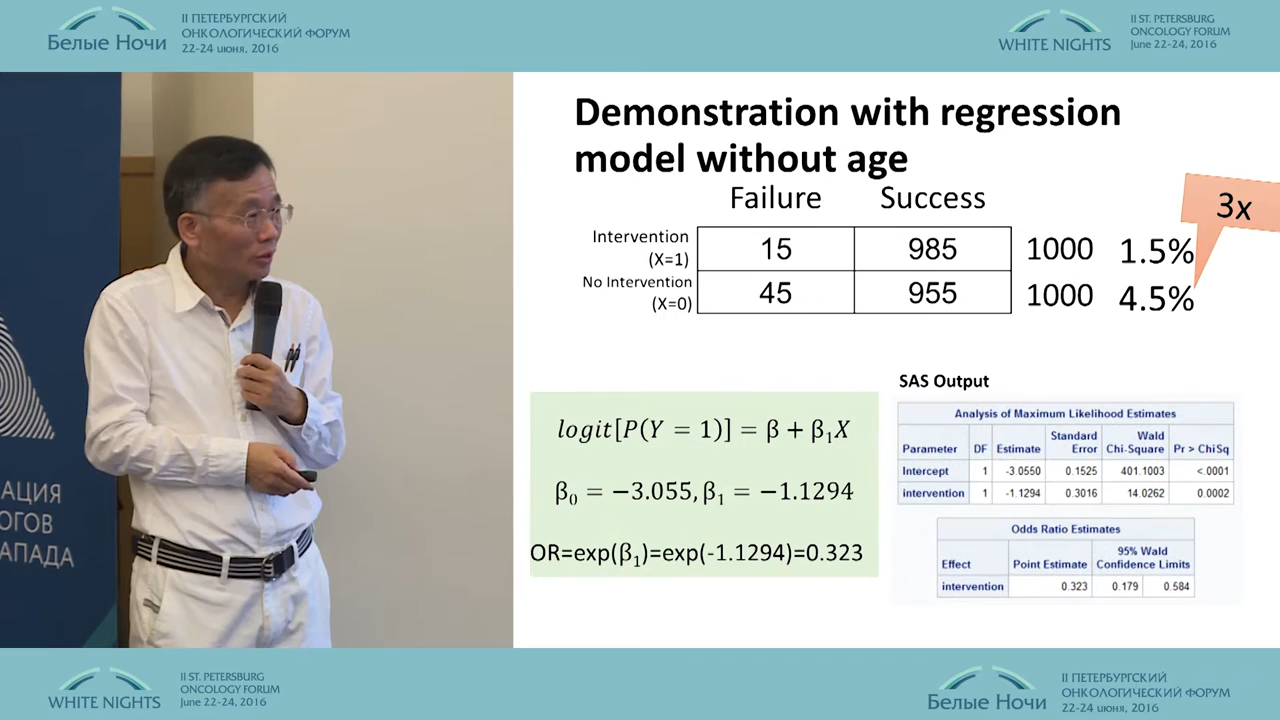 II ПЕТЕРБУРГСКИЙ
ОНКОЛОГИЧЕСКИЙ ФОРУМ
22-24 июня, 2016
Белые Ночи
II ST. PETERSBURG
ONCOLOGY FORUM
June 22-24, 2016
WHITE NIGHTS
Demonstration with regression
model without age
Failure Success
3x
Intervention
(X=1)
15 985 1000 1.5%
No Intervention
(X=0)
45 955 1000 4.5%
logit[P(Y = 1)] = β + β₁X
β₀ = −3.055, β₁ = −1.1294
OR=exp(β₁)=exp(-1.1294)=0.323
SAS Output
Analysis of Maximum Likelihood Estimates
Parameter DF Estimate Standard Error Wald Chi-Square Pr > ChiSq
Intercept 1 -3.0550 0.1525 401.1003 <.0001
intervention 1 -1.1294 0.3016 14.0262 0.0002
Odds Ratio Estimates
Effect Point Estimate 95% Wald Confidence Limits
intervention 0.323 0.179 0.584
АЦИЯ
ОГОВ
АПАДА
WHITE NIGHTS
II ST. PETERSBURG
ONCOLOGY FORUM
June 22-24, 2016
Белые Ночи
II ПЕТЕРБУРГСКИЙ
ОНКОЛОГИЧЕСКИЙ ФОРУМ
22-24 июня, 2016